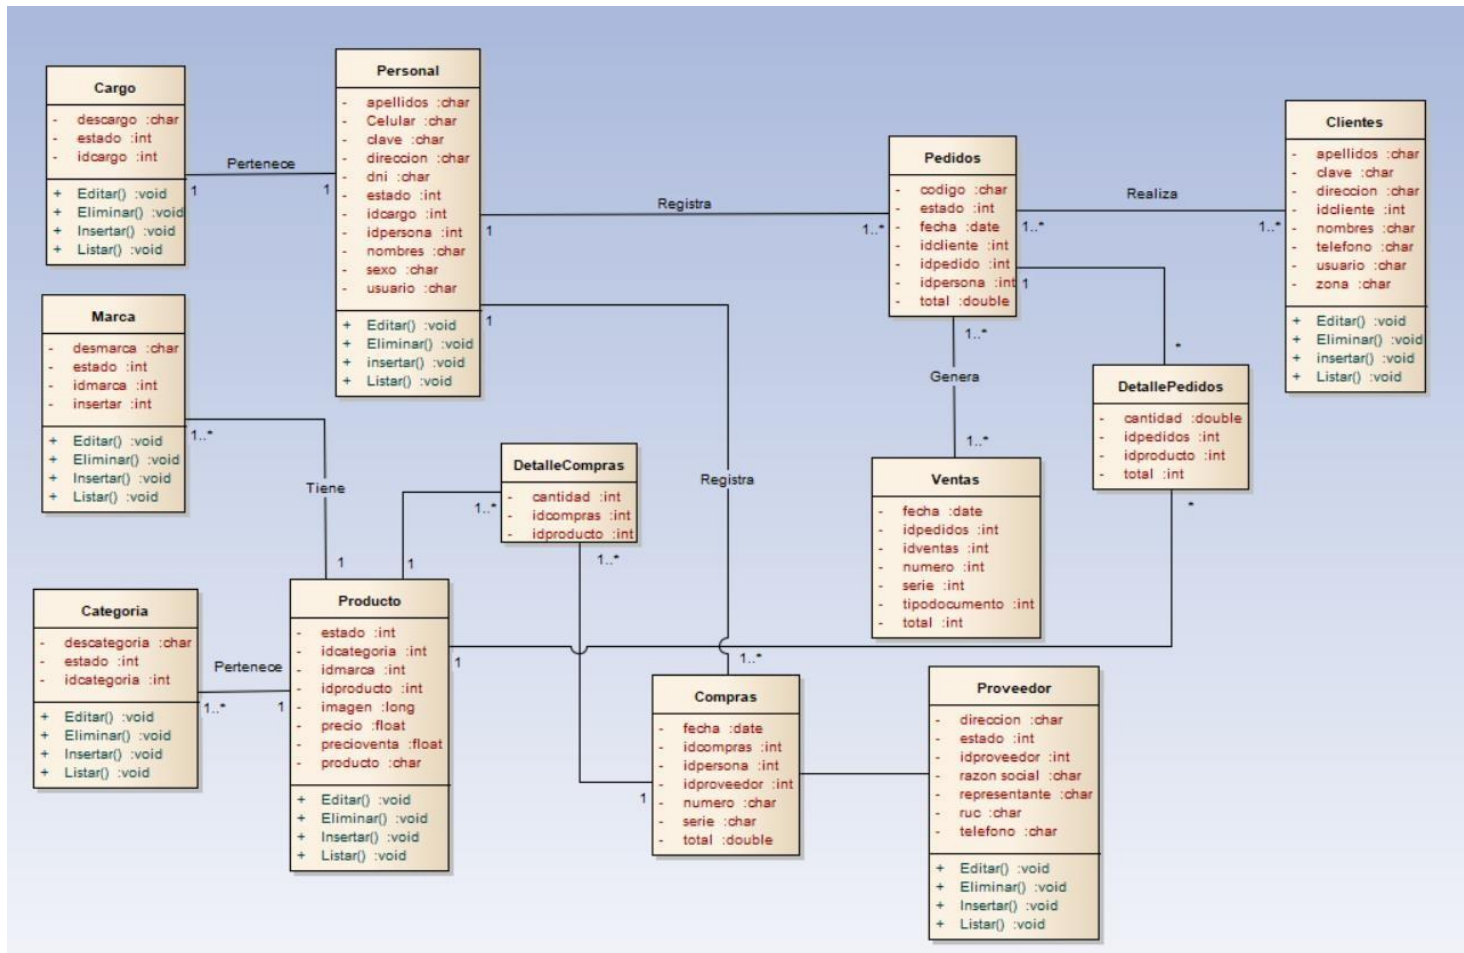 Cargo
- descargo :char
- estado :int
- idcargo :int
+ Editar() :void
+ Eliminar() :void
+ Insertar() :void
+ Listar() :void
Pertenece
1
1
Personal
- apellidos :char
- Celular :char
- clave :char
- direccion :char
- dni :char
- estado :int
- idcargo :int
- idpersona :int
- nombres :char
- sexo :char
- usuario :char
+ Editar() :void
+ Eliminar() :void
+ insertar() :void
+ Listar() :void
Registra
1
1..*
Pedidos
- codigo :char
- estado :int
- fecha :date
- idcliente :int
- idpedido :int
- idpersona :int
- total :double
Realiza
1..*
1..*
Clientes
- apellidos :char
- clave :char
- direccion :char
- idcliente :int
- nombres :char
- telefono :char
- usuario :char
- zona :char
+ Editar() :void
+ Eliminar() :void
+ insertar() :void
+ Listar() :void
Marca
- desmarca :char
- estado :int
- idmarca :int
- insertar :int
+ Editar() :void
+ Eliminar() :void
+ Insertar() :void
+ Listar() :void
1..*
Tiene
1
1
Registra
1..*
1
*
DetallePedidos
- cantidad :double
- idpedidos :int
- idproducto :int
- total :int
*
1..*
Genera
1..*
DetalleCompras
- cantidad :int
- idcompras :int
- idproducto :int
1..*
1
1..*
1
Ventas
- fecha :date
- idpedidos :int
- idventas :int
- numero :int
- serie :int
- tipodocumento :int
- total :int
Categoria
- descategoria :char
- estado :int
- idcategoria :int
+ Editar() :void
+ Eliminar() :void
+ Insertar() :void
+ Listar() :void
Pertenece
1..*
1
Producto
- estado :int
- idcategoria :int
- idmarca :int
- idproducto :int
- imagen :long
- precio :float
- precioventa :float
- producto :char
+ Editar() :void
+ Eliminar() :void
+ Insertar() :void
+ Listar() :void
1
Compras
- fecha :date
- idcompras :int
- idpersona :int
- idproveedor :int
- numero :char
- serie :char
- total :double
Proveedor
- direccion :char
- estado :int
- idproveedor :int
- razon social :char
- representante :char
- ruc :char
- telefono :char
+ Editar() :void
+ Eliminar() :void
+ Insertar() :void
+ Listar() :void